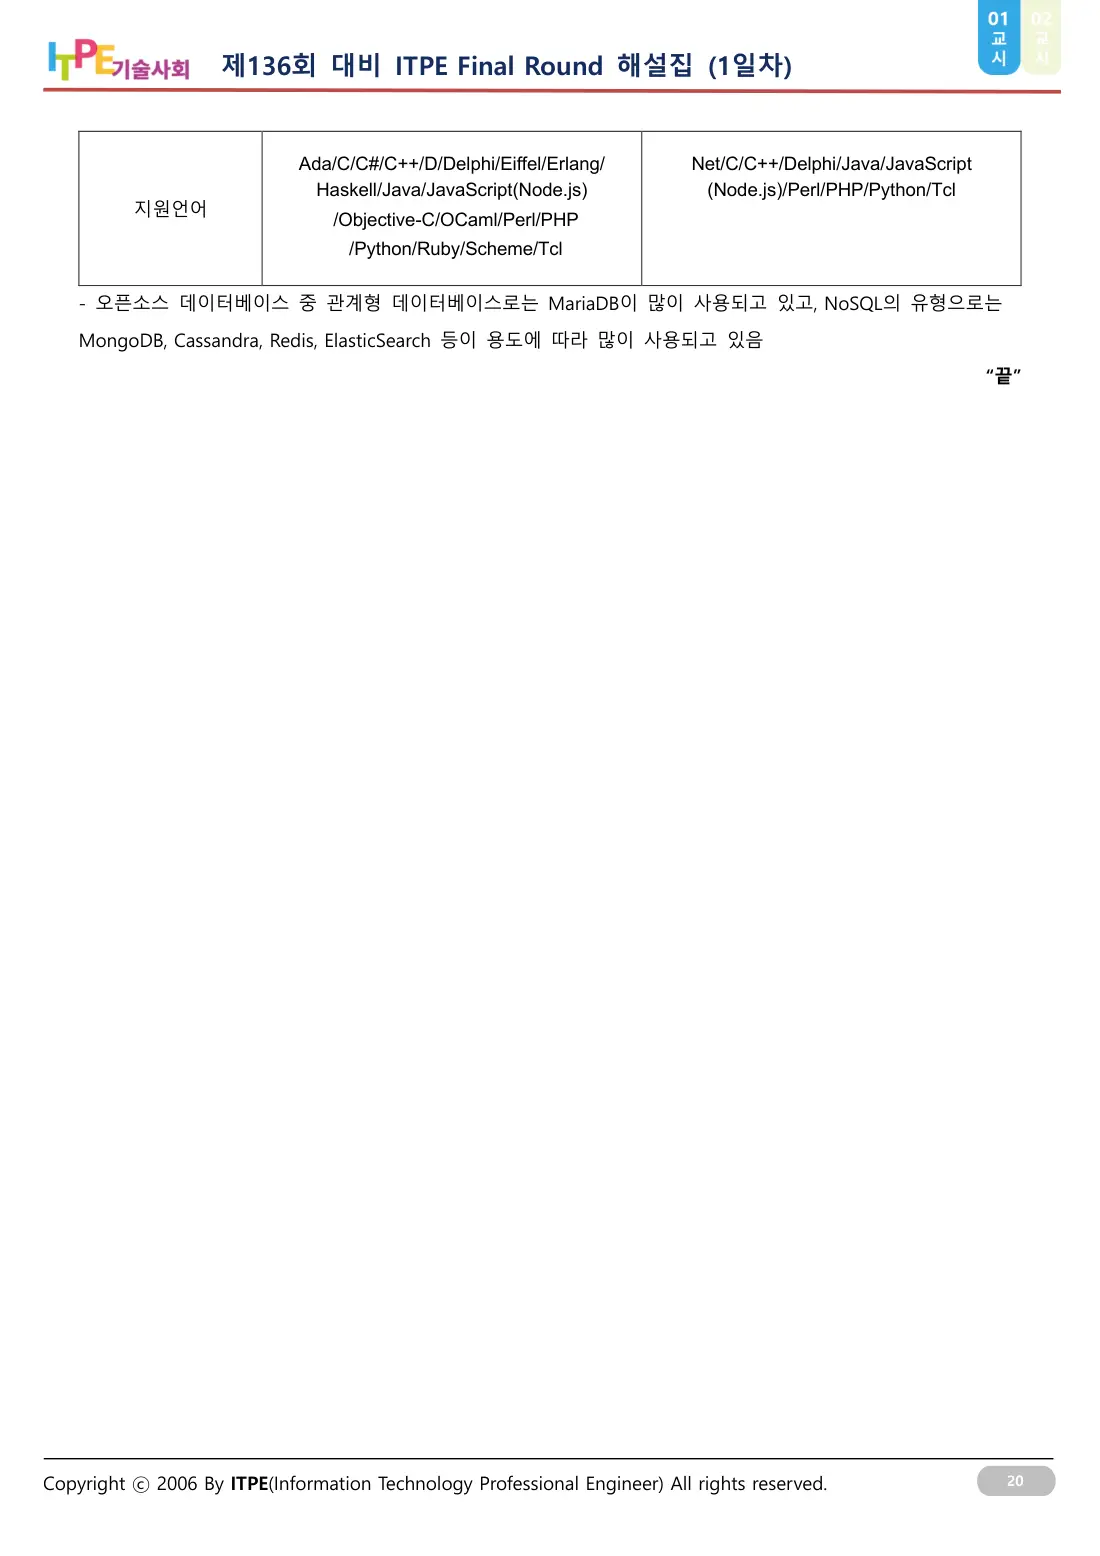 ITPE기술사회 제136회 대비 ITPE Final Round 해설집 (1일차)
01
교
시
02
교
시
지원언어
Ada/C/C#/C++/D/Delphi/Eiffel/Erlang/
Haskell/Java/JavaScript(Node.js)
/Objective-C/OCaml/Perl/PHP
/Python/Ruby/Scheme/Tcl
Net/C/C++/Delphi/Java/JavaScript
(Node.js)/Perl/PHP/Python/Tcl
- 오픈소스 데이터베이스 중 관계형 데이터베이스로는 MariaDB이 많이 사용되고 있고, NoSQL의 유형으로는
MongoDB, Cassandra, Redis, ElasticSearch 등이 용도에 따라 많이 사용되고 있음
“끝”
Copyright ⓒ 2006 By ITPE(Information Technology Professional Engineer) All rights reserved.
20